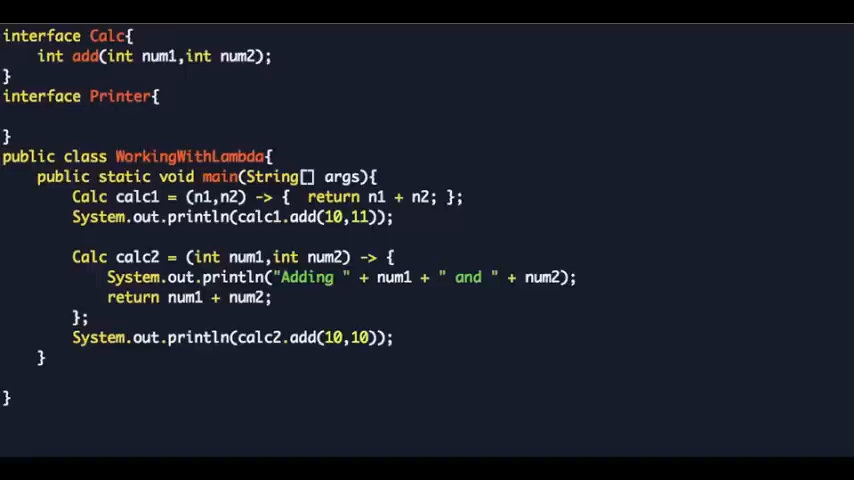 interface Calc{
    int add(int num1,int num2);
}
interface Printer{

}
public class WorkingWithLambda{
    public static void main(String[] args){
        Calc calc1 = (n1,n2) -> {  return n1 + n2; };
        System.out.println(calc1.add(10,11));

        Calc calc2 = (int num1,int num2) -> {
            System.out.println("Adding " + num1 + " and " + num2);
            return num1 + num2;
        };
        System.out.println(calc2.add(10,10));
    }

}